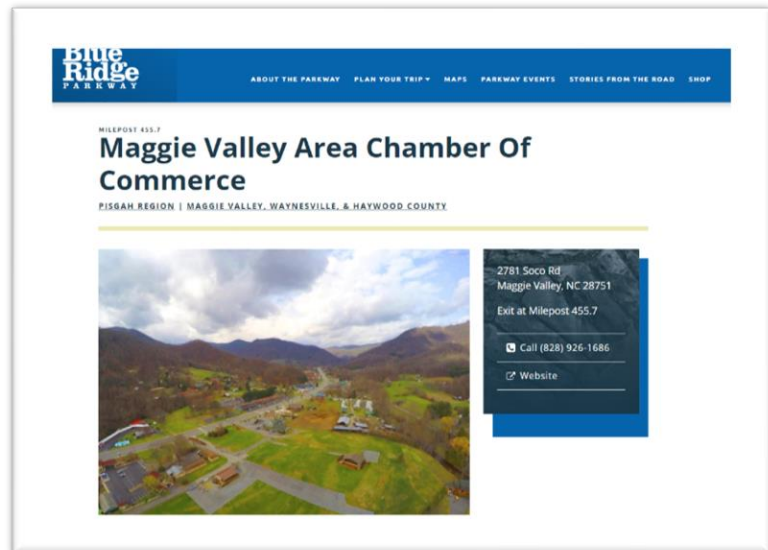 Blue
Ridge
PARKWAY
ABOUT THE PARKWAY PLAN YOUR TRIP MAPS PARKWAY EVENTS STORIES FROM THE ROAD SHOP
MILEPOST 455.7
Maggie Valley Area Chamber Of
Commerce
PISGAH REGION | MAGGIE VALLEY, WAYNESVILLE, & HAYWOOD COUNTY
2781 Soco Rd
Maggie Valley, NC 28751
Exit at Milepost 455.7
Call (828) 926-1686
Website